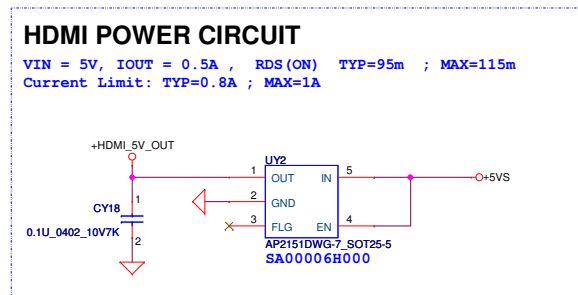 HDMI POWER CIRCUIT
VIN = 5V, IOUT = 0.5A , RDS(ON) TYP=95m ; MAX=115m
Current Limit: TYP=0.8A ; MAX=1A
+HDMI_5V_OUT
UY2
1 OUT IN 5
+5VS
2 GND
3 FLG EN 4
CY18
1
0.1U_0402_10V7K
2
AP2151DWG-7_SOT25-5
SA00006H000